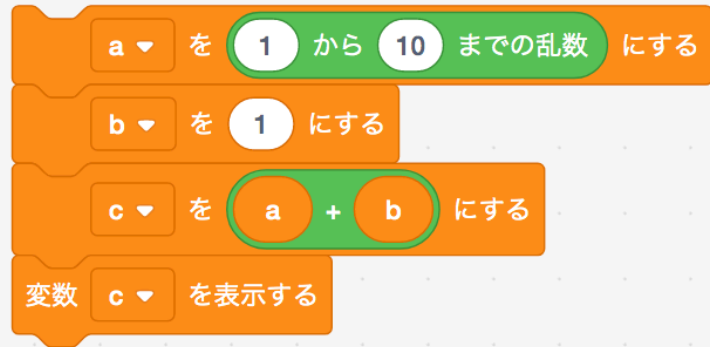 a を 1 から 10 までの乱数 にする
b を 1 にする
c を a + b にする
変数 c を表示する